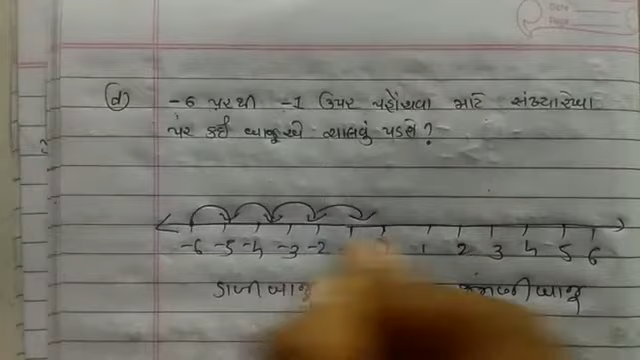 (ડ) -6 પરથી -1 ઉપર પહોંચવા માટે સંખ્યારેખા
પર કઈ બાજુએ ચાલવું પડશે?
-6 -5 -4 -3 -2 1 2 3 4 5 6
ડાબી બાજુ જમણી બાજુ